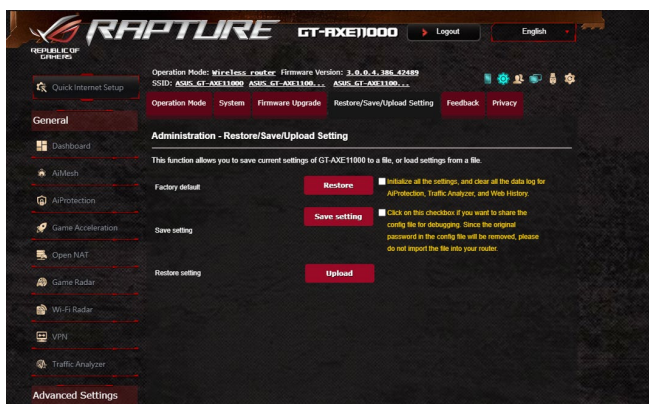 RAPTURE GT-AXE11000 Logout English
REPUBLIC OF
GAMERS
Operation Mode: Wireless router Firmware Version: 3.0.0.4.386_42489
SSID: ASUS_GT-AXE11000 ASUS_GT-AXE1100... ASUS_GT-AXE1100...
Quick Internet Setup
Operation Mode System Firmware Upgrade Restore/Save/Upload Setting Feedback Privacy
General
Administration - Restore/Save/Upload Setting
Dashboard
This function allows you to save current settings of GT-AXE11000 to a file, or load settings from a file.
AiMesh
Factory default Restore Initialize all the settings, and clear all the data log for
AiProtection, Traffic Analyzer, and Web History.
AiProtection
Save setting Save setting Click on this checkbox if you want to share the
config file for debugging. Since the original
password in the config file will be removed, please
do not import the file into your router.
Game Acceleration
Open NAT
Restore setting Upload
Game Radar
Wi-Fi Radar
VPN
Traffic Analyzer
Advanced Settings